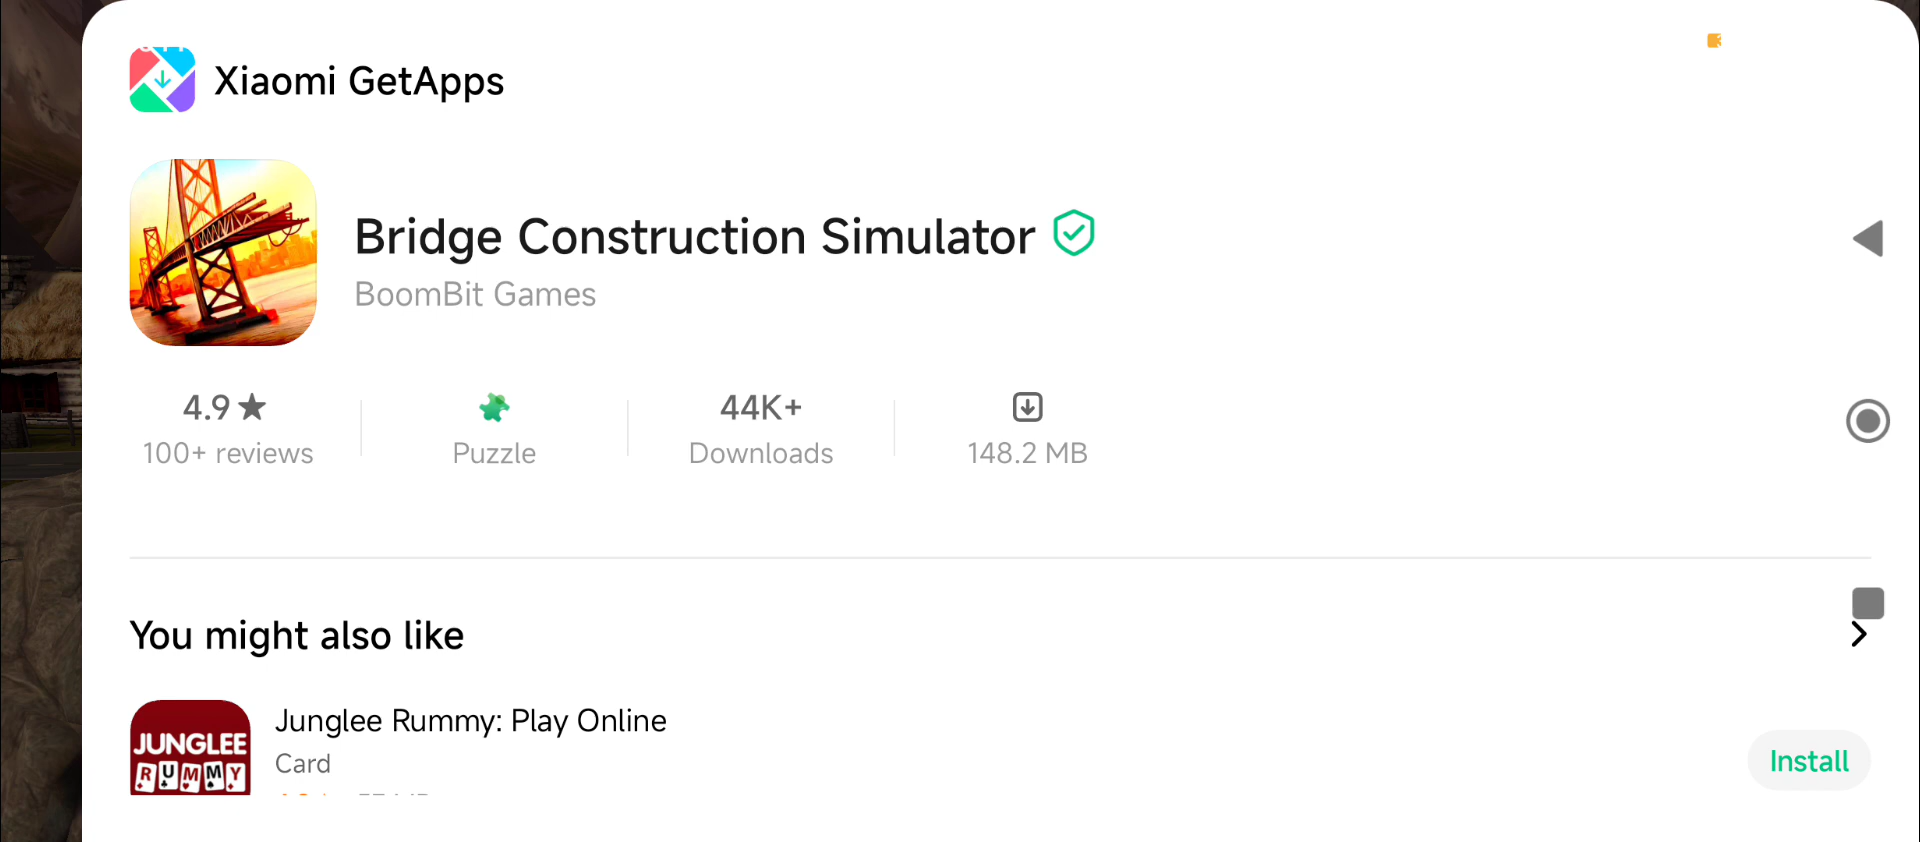 Xiaomi GetApps
Bridge Construction Simulator
BoomBit Games
4.9★
100+ reviews
Puzzle
44K+
Downloads
148.2 MB
You might also like
JUNGLEE
RUMMY
Junglee Rummy: Play Online
Card
Install